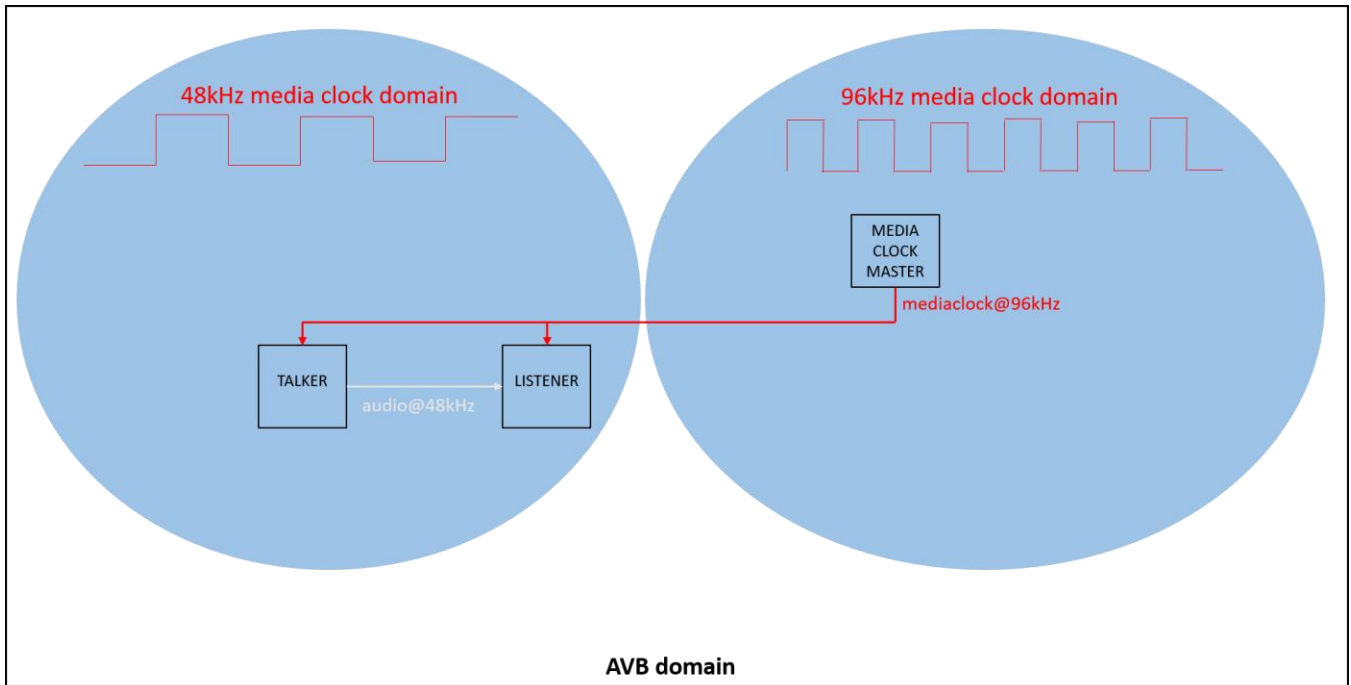 48kHz media clock domain
96kHz media clock domain
MEDIA
CLOCK
MASTER
mediaclock@96kHz
TALKER
LISTENER
audio@48kHz
AVB domain